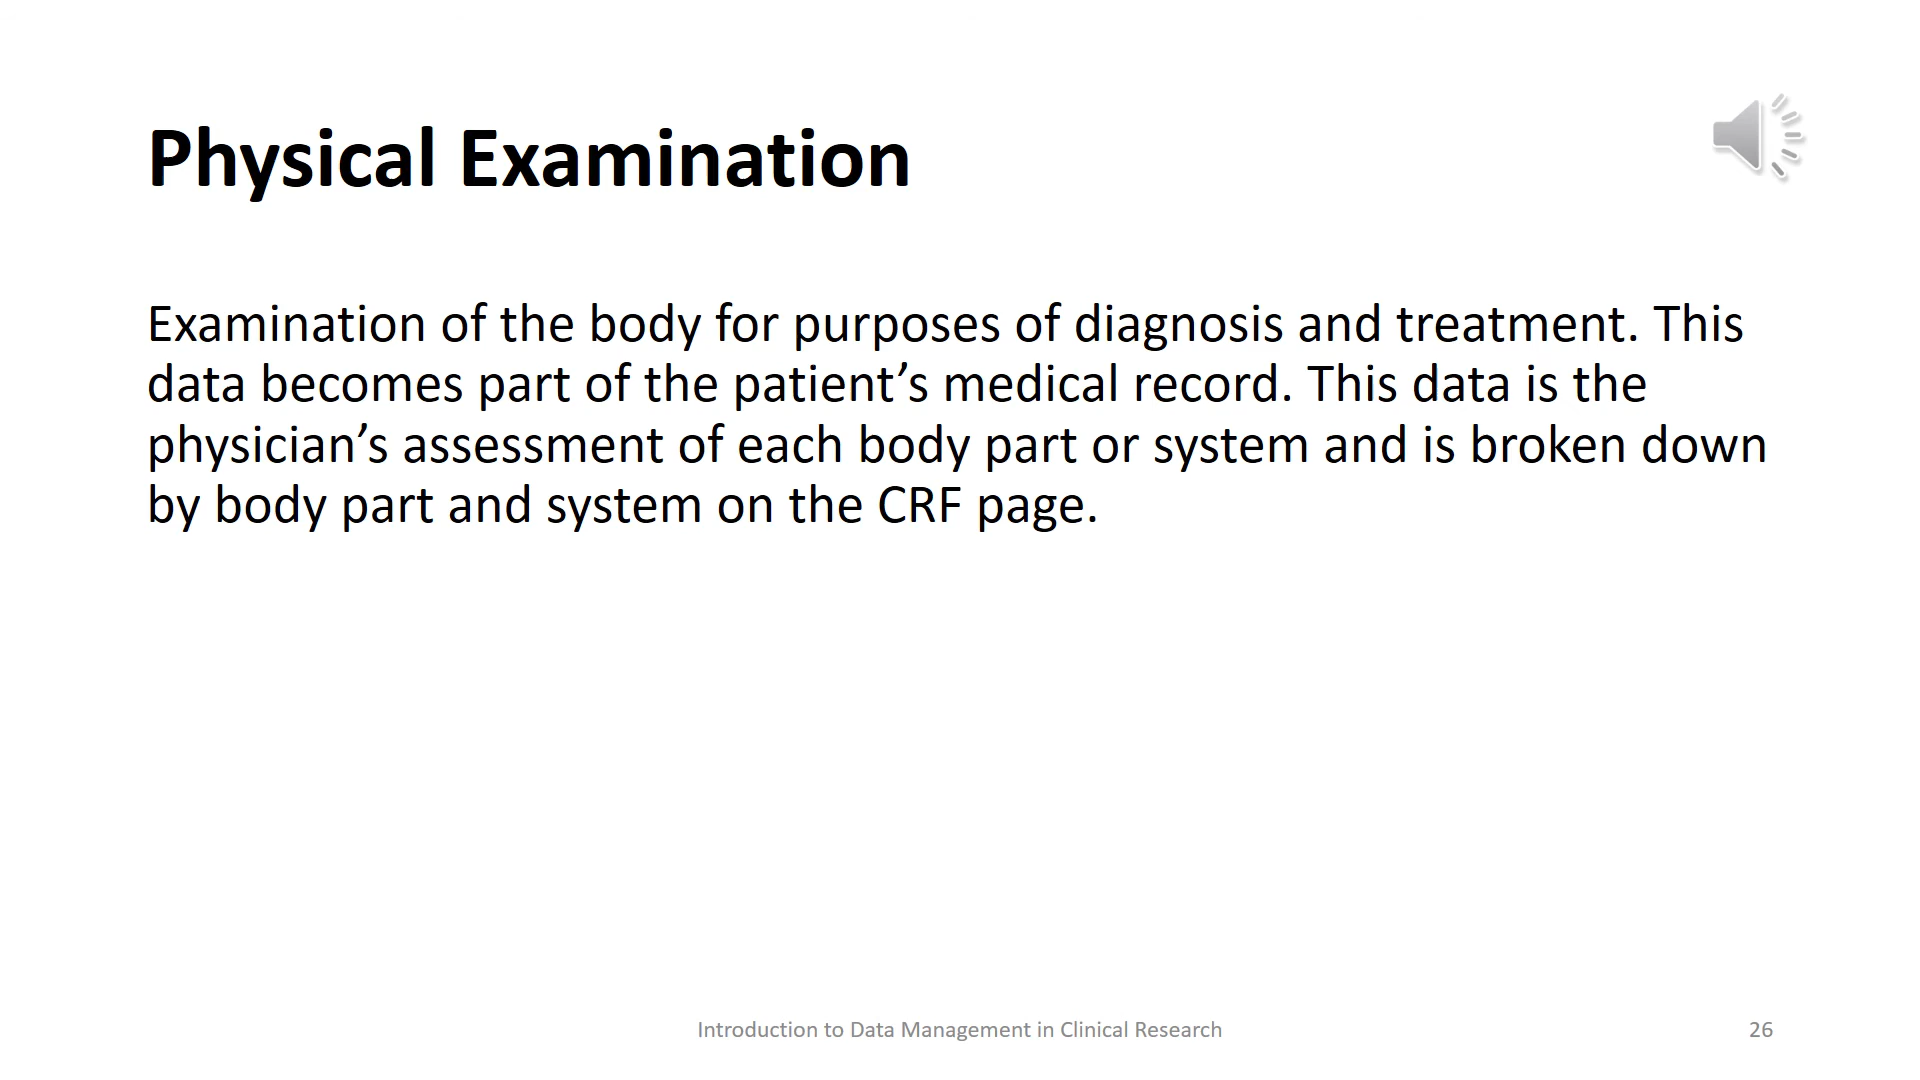 Physical Examination
Examination of the body for purposes of diagnosis and treatment. This
data becomes part of the patient’s medical record. This data is the
physician’s assessment of each body part or system and is broken down
by body part and system on the CRF page.
Introduction to Data Management in Clinical Research
26